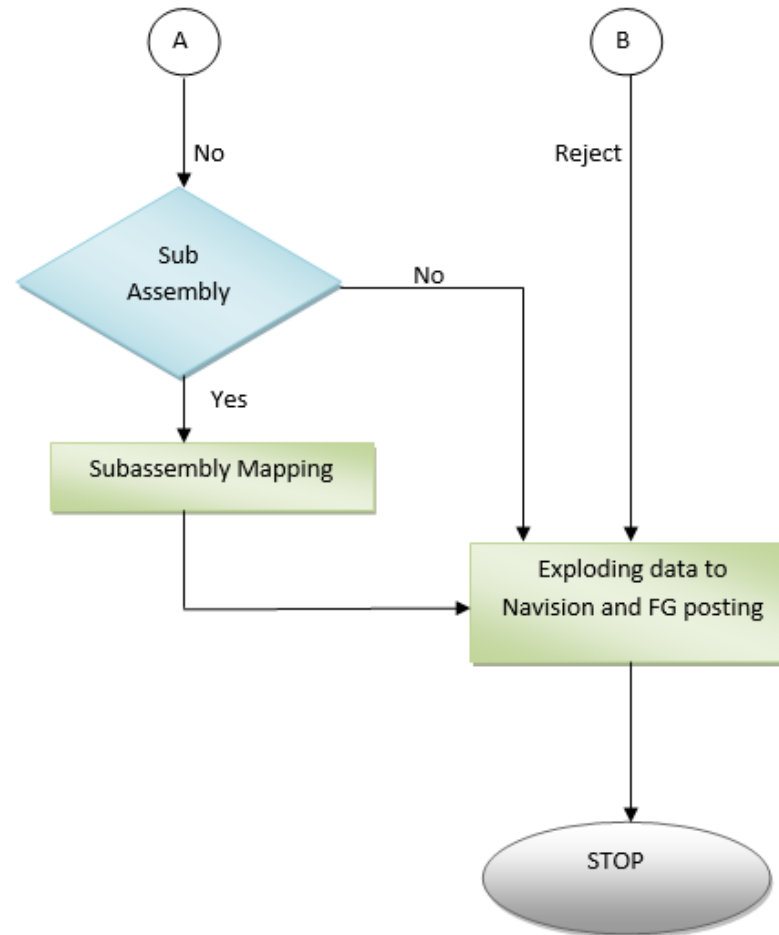 A
B
No
Reject
Sub
Assembly
No
Yes
Subassembly Mapping
Exploding data to
Navision and FG posting
STOP